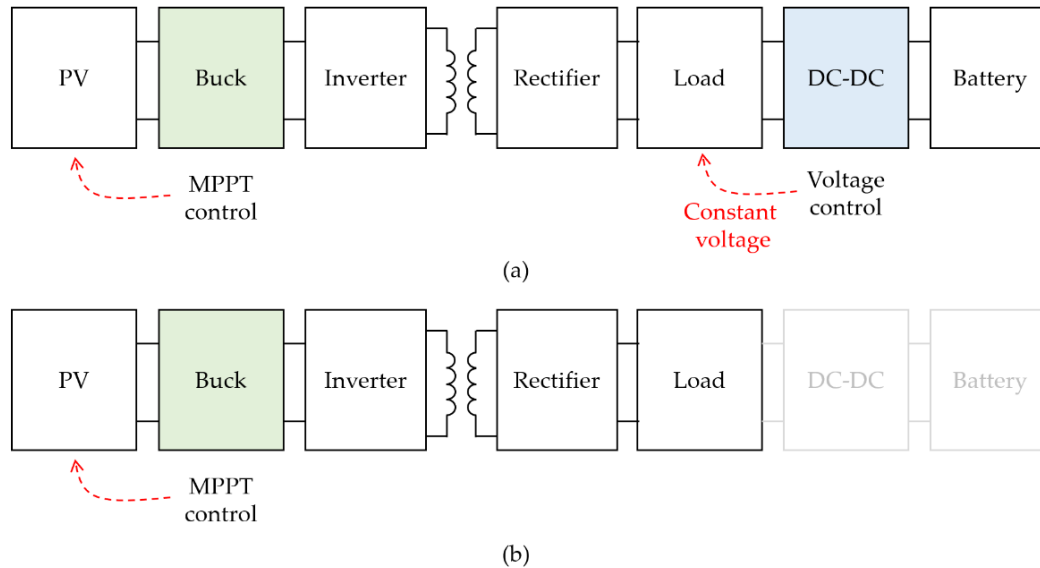 PV
Buck
Inverter
Rectifier
Load
DC-DC
Battery
MPPT
control
Constant
voltage
Voltage
control
(a)
PV
Buck
Inverter
Rectifier
Load
DC-DC
Battery
MPPT
control
(b)